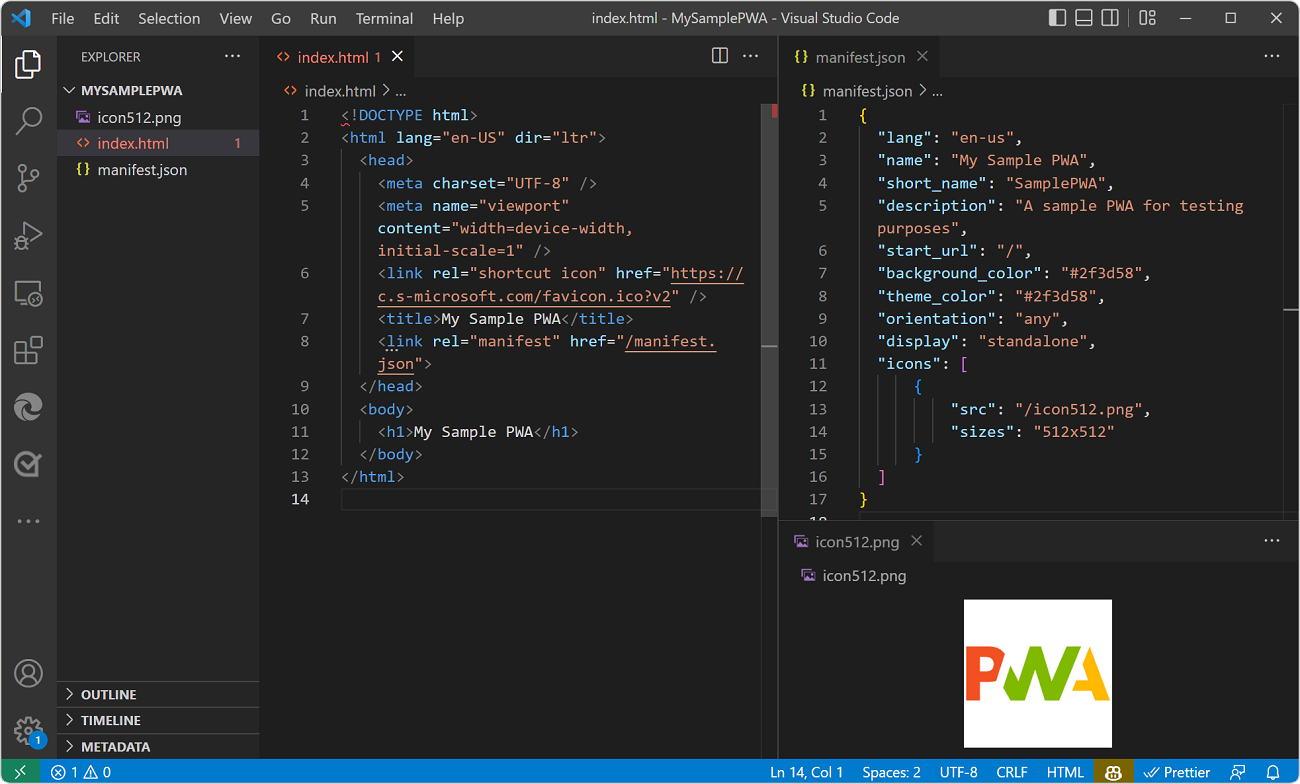 File Edit Selection View Go Run Terminal Help
index.html - MySamplePWA - Visual Studio Code
EXPLORER
MYSAMPLEPWA
icon512.png
index.html 1
manifest.json
OUTLINE
TIMELINE
METADATA
1
index.html 1
index.html > ...
1 <!DOCTYPE html>
2 <html lang="en-US" dir="ltr">
3 <head>
4 <meta charset="UTF-8" />
5 <meta name="viewport"
content="width=device-width,
initial-scale=1" />
6 <link rel="shortcut icon" href="https://
c.s-microsoft.com/favicon.ico?v2" />
7 <title>My Sample PWA</title>
8 <link rel="manifest" href="/manifest.
json">
9 </head>
10 <body>
11 <h1>My Sample PWA</h1>
12 </body>
13 </html>
14
manifest.json
manifest.json > ...
1 {
2 "lang": "en-us",
3 "name": "My Sample PWA",
4 "short_name": "SamplePWA",
5 "description": "A sample PWA for testing
purposes",
6 "start_url": "/",
7 "background_color": "#2f3d58",
8 "theme_color": "#2f3d58",
9 "orientation": "any",
10 "display": "standalone",
11 "icons": [
12 {
13 "src": "/icon512.png",
14 "sizes": "512x512"
15 }
16 ]
17 }
18
icon512.png
icon512.png
PWA
1 0
Ln 14, Col 1 Spaces: 2 UTF-8 CRLF HTML Prettier